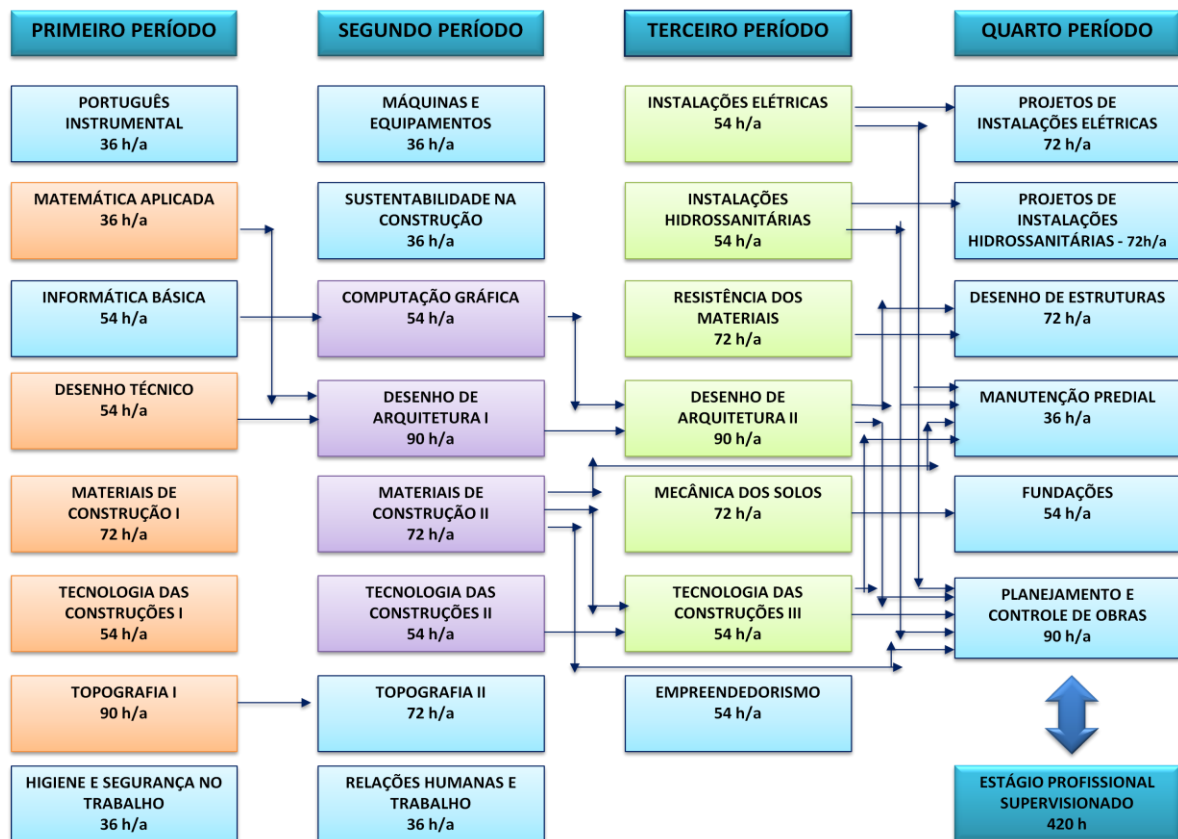 PRIMEIRO PERÍODO
PORTUGUÊS
INSTRUMENTAL
36 h/a
MATEMÁTICA APLICADA
36 h/a
INFORMÁTICA BÁSICA
54 h/a
DESENHO TÉCNICO
54 h/a
MATERIAIS DE
CONSTRUÇÃO I
72 h/a
TECNOLOGIA DAS
CONSTRUÇÕES I
54 h/a
TOPOGRAFIA I
90 h/a
HIGIENE E SEGURANÇA NO
TRABALHO
36 h/a
SEGUNDO PERÍODO
MÁQUINAS E
EQUIPAMENTOS
36 h/a
SUSTENTABILIDADE NA
CONSTRUÇÃO
36 h/a
COMPUTAÇÃO GRÁFICA
54 h/a
DESENHO DE
ARQUITETURA I
90 h/a
MATERIAIS DE
CONSTRUÇÃO II
72 h/a
TECNOLOGIA DAS
CONSTRUÇÕES II
54 h/a
TOPOGRAFIA II
72 h/a
RELAÇÕES HUMANAS E
TRABALHO
36 h/a
TERCEIRO PERÍODO
INSTALAÇÕES ELÉTRICAS
54 h/a
INSTALAÇÕES
HIDROSSANITÁRIAS
54 h/a
RESISTÊNCIA DOS
MATERIAIS
72 h/a
DESENHO DE
ARQUITETURA II
90 h/a
MECÂNICA DOS SOLOS
72 h/a
TECNOLOGIA DAS
CONSTRUÇÕES III
54 h/a
EMPREENDEDORISMO
54 h/a
QUARTO PERÍODO
PROJETOS DE
INSTALAÇÕES ELÉTRICAS
72 h/a
PROJETOS DE
INSTALAÇÕES
HIDROSSANITÁRIAS - 72h/a
DESENHO DE ESTRUTURAS
72 h/a
MANUTENÇÃO PREDIAL
36 h/a
FUNDAÇÕES
54 h/a
PLANEJAMENTO E
CONTROLE DE OBRAS
90 h/a
ESTÁGIO PROFISSIONAL
SUPERVISIONADO
420 h